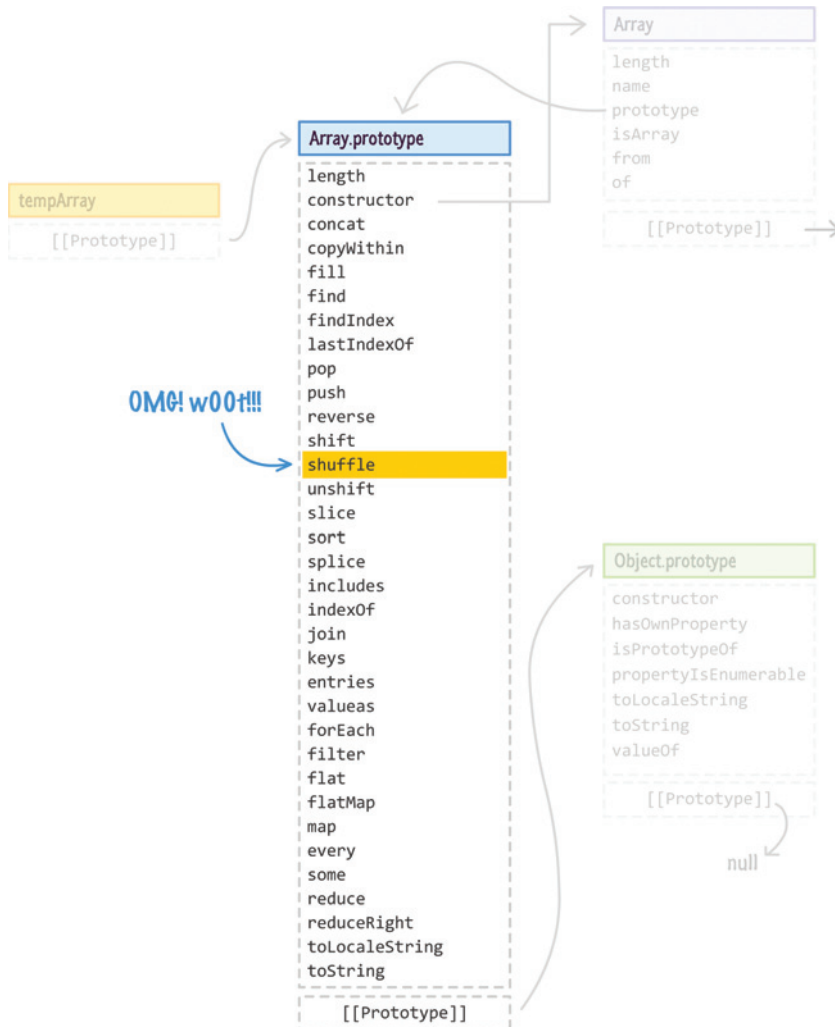 Array
length
name
prototype
isArray
from
of
[[Prototype]]
Array.prototype
length
constructor
concat
copyWithin
fill
find
findIndex
lastIndexOf
pop
push
reverse
shift
shuffle
unshift
slice
sort
splice
includes
indexOf
join
keys
entries
valueas
forEach
filter
flat
flatMap
map
every
some
reduce
reduceRight
toLocaleString
toString
[[Prototype]]
tempArray
[[Prototype]]
OMG! w00t!!!
Object.prototype
constructor
hasOwnProperty
isPrototypeOf
propertyIsEnumerable
toLocaleString
toString
valueOf
[[Prototype]]
null